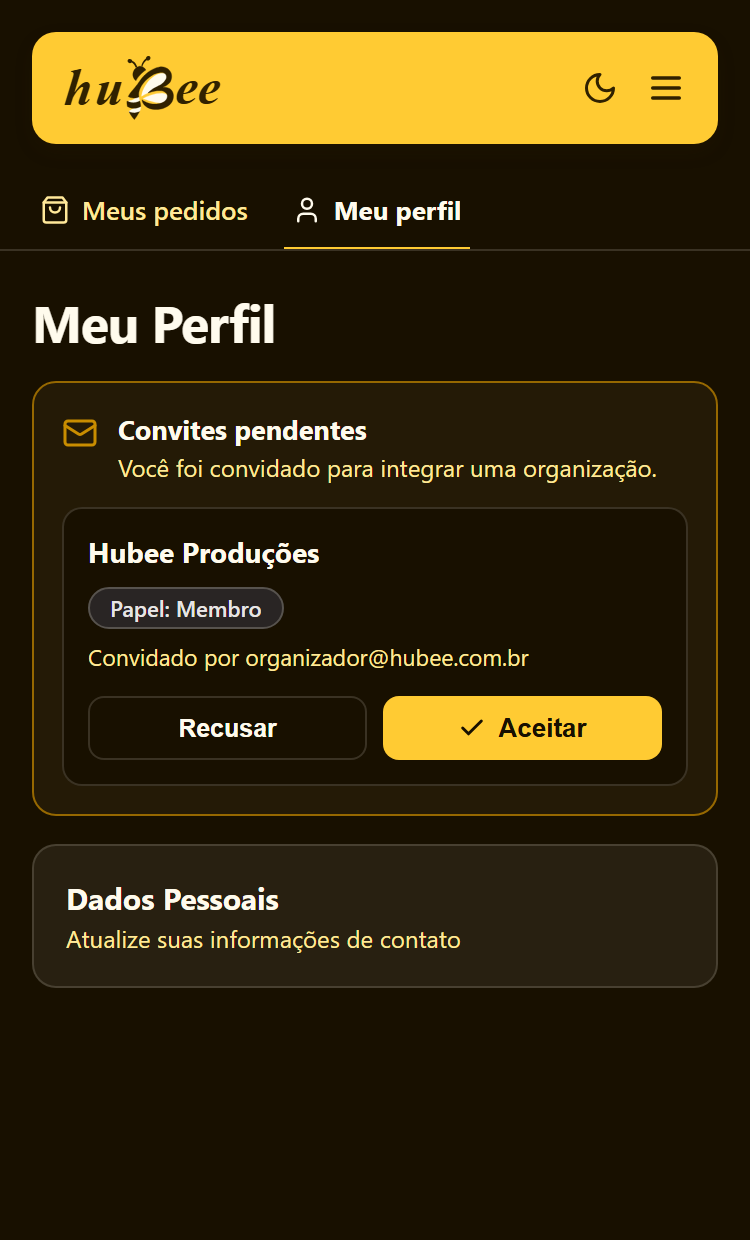 huBee
Meus pedidos
Meu perfil
Meu Perfil
Convites pendentes
Você foi convidado para integrar uma organização.
Hubee Produções
Papel: Membro
Convidado por organizador@hubee.com.br
Recusar
Aceitar
Dados Pessoais
Atualize suas informações de contato